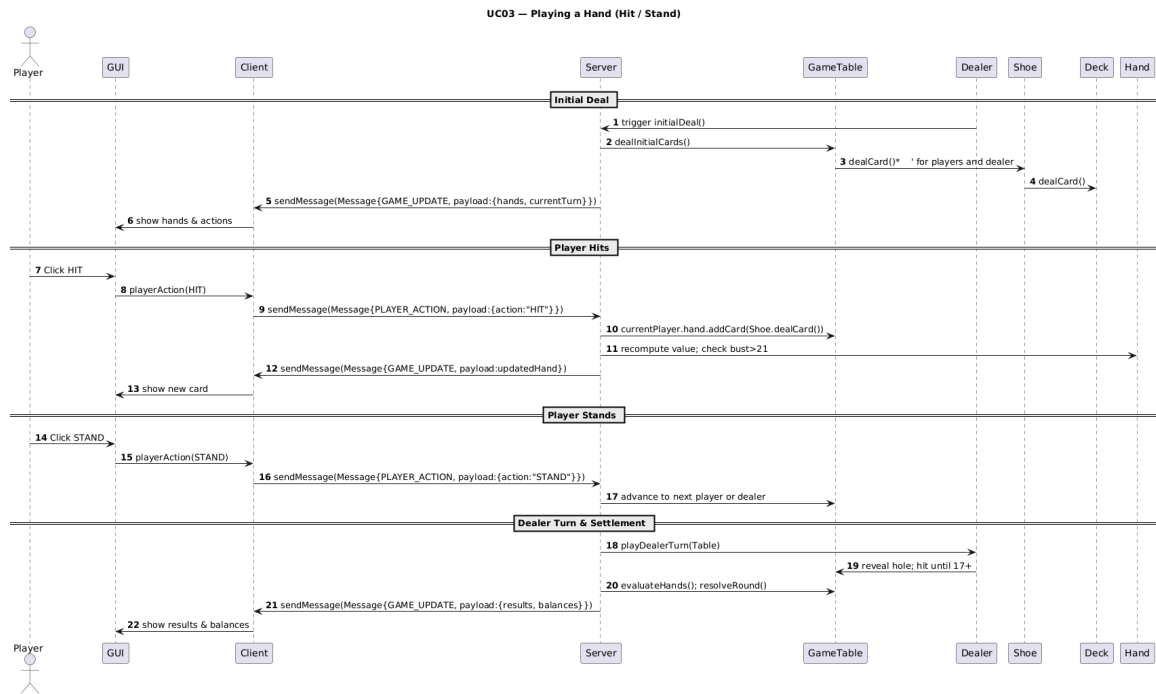 UC03 — Playing a Hand (Hit / Stand)
Player
GUI
Client
Server
GameTable
Dealer
Shoe
Deck
Hand
Initial Deal
1 trigger initialDeal()
2 dealInitialCards()
3 dealCard()* ' for players and dealer
4 dealCard()
5 sendMessage(Message{GAME_UPDATE, payload:{hands, currentTurn}})
6 show hands & actions
Player Hits
7 Click HIT
8 playerAction(HIT)
9 sendMessage(Message{PLAYER_ACTION, payload:{action:"HIT"}})
10 currentPlayer.hand.addCard(Shoe.dealCard())
11 recompute value; check bust>21
12 sendMessage(Message{GAME_UPDATE, payload:updatedHand})
13 show new card
Player Stands
14 Click STAND
15 playerAction(STAND)
16 sendMessage(Message{PLAYER_ACTION, payload:{action:"STAND"}})
17 advance to next player or dealer
Dealer Turn & Settlement
18 playDealerTurn(Table)
19 reveal hole; hit until 17+
20 evaluateHands(); resolveRound()
21 sendMessage(Message{GAME_UPDATE, payload:{results, balances}})
22 show results & balances
Player
GUI
Client
Server
GameTable
Dealer
Shoe
Deck
Hand